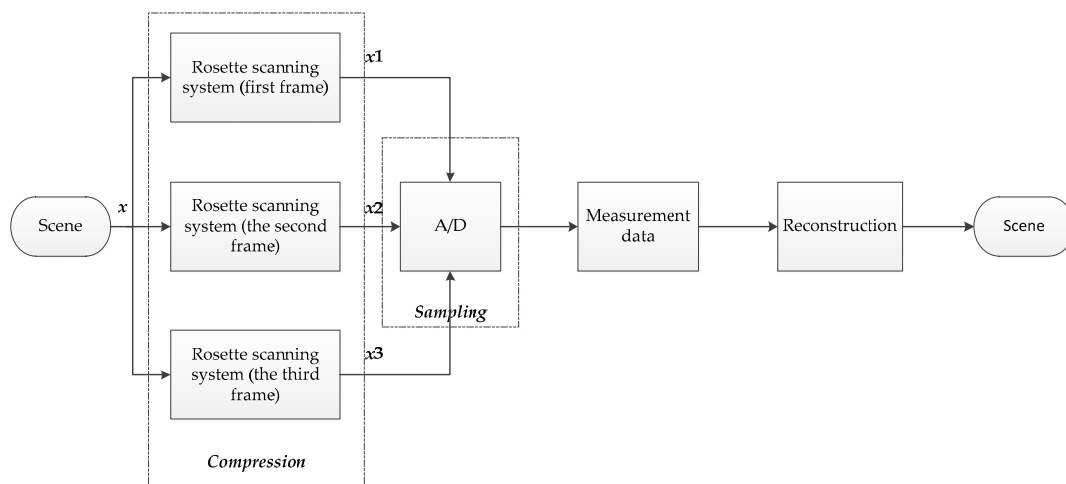 Scene
x
Rosette scanning
system (first frame)
x1
Rosette scanning
system (the second
frame)
x2
Rosette scanning
system (the third
frame)
x3
Compression
A/D
Sampling
Measurement
data
Reconstruction
Scene